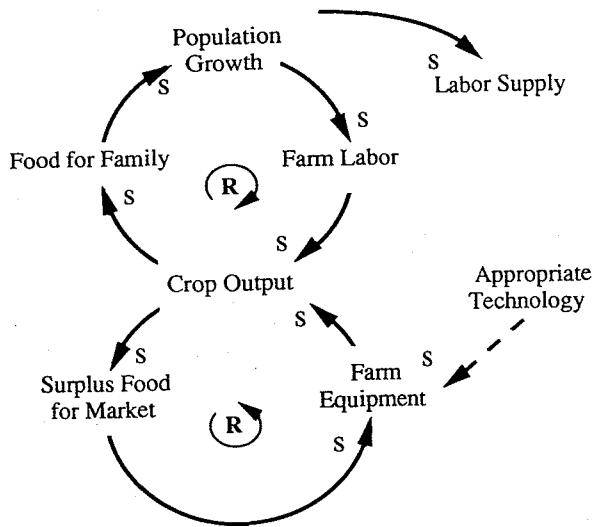 Population
Growth
S
Labor Supply
S
S
Food for Family
R
Farm Labor
S
S
Crop Output
Appropriate
Technology
S
S
S
Surplus Food
for Market
Farm
Equipment
R
S